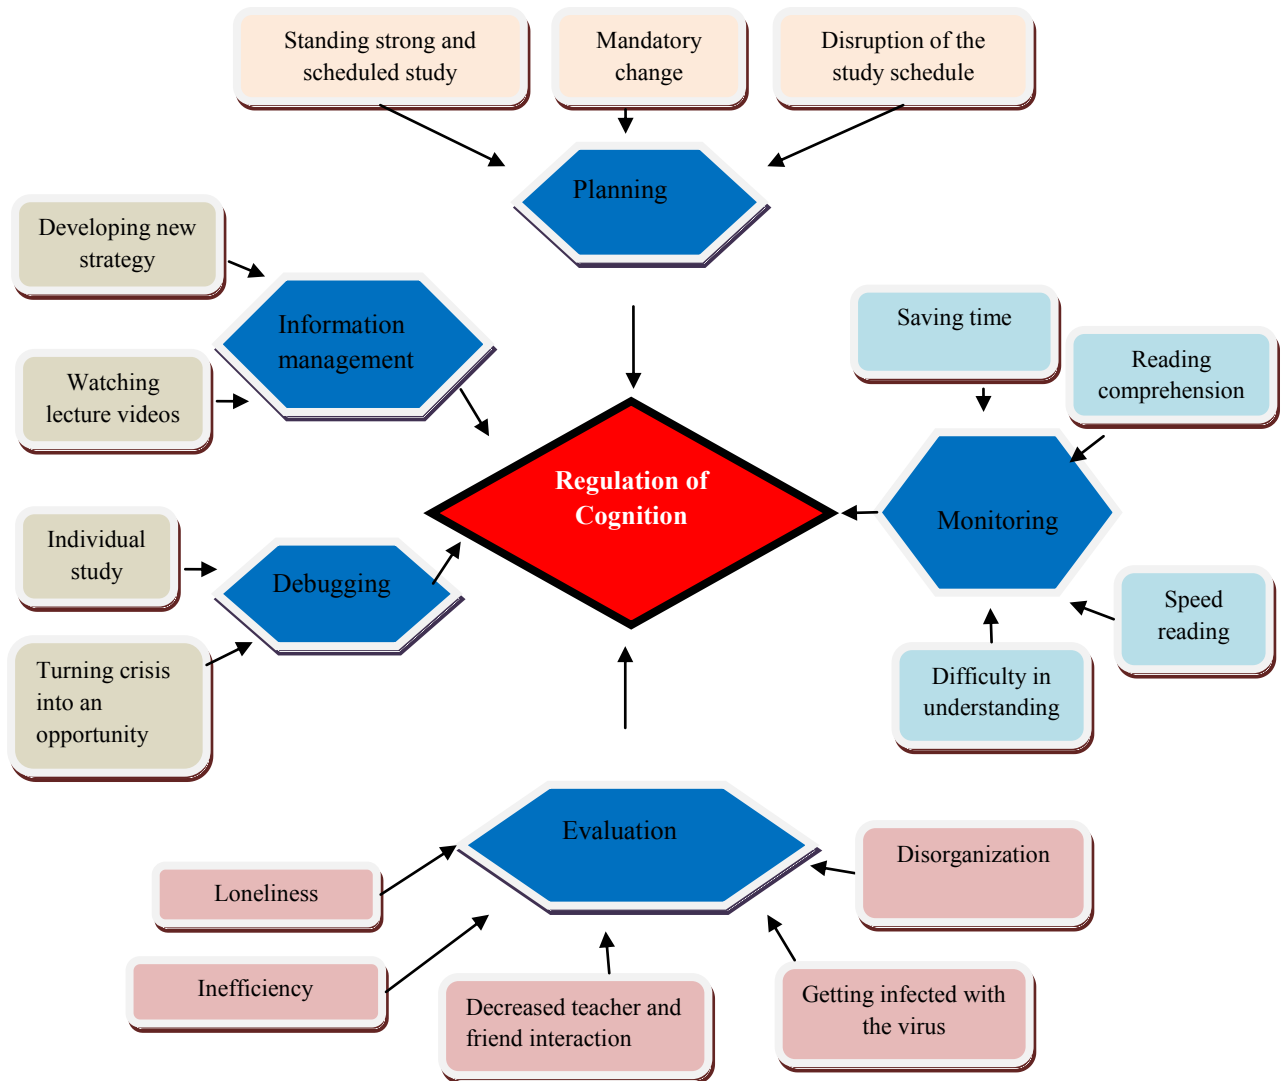 Standing strong and
scheduled study
Mandatory
change
Disruption of the
study schedule
Planning
Developing new
strategy
Information
management
Watching
lecture videos
Saving time
Reading
comprehension
Regulation of
Cognition
Monitoring
Individual
study
Debugging
Turning crisis
into an
opportunity
Speed
reading
Difficulty in
understanding
Evaluation
Disorganization
Loneliness
Inefficiency
Decreased teacher and
friend interaction
Getting infected with
the virus